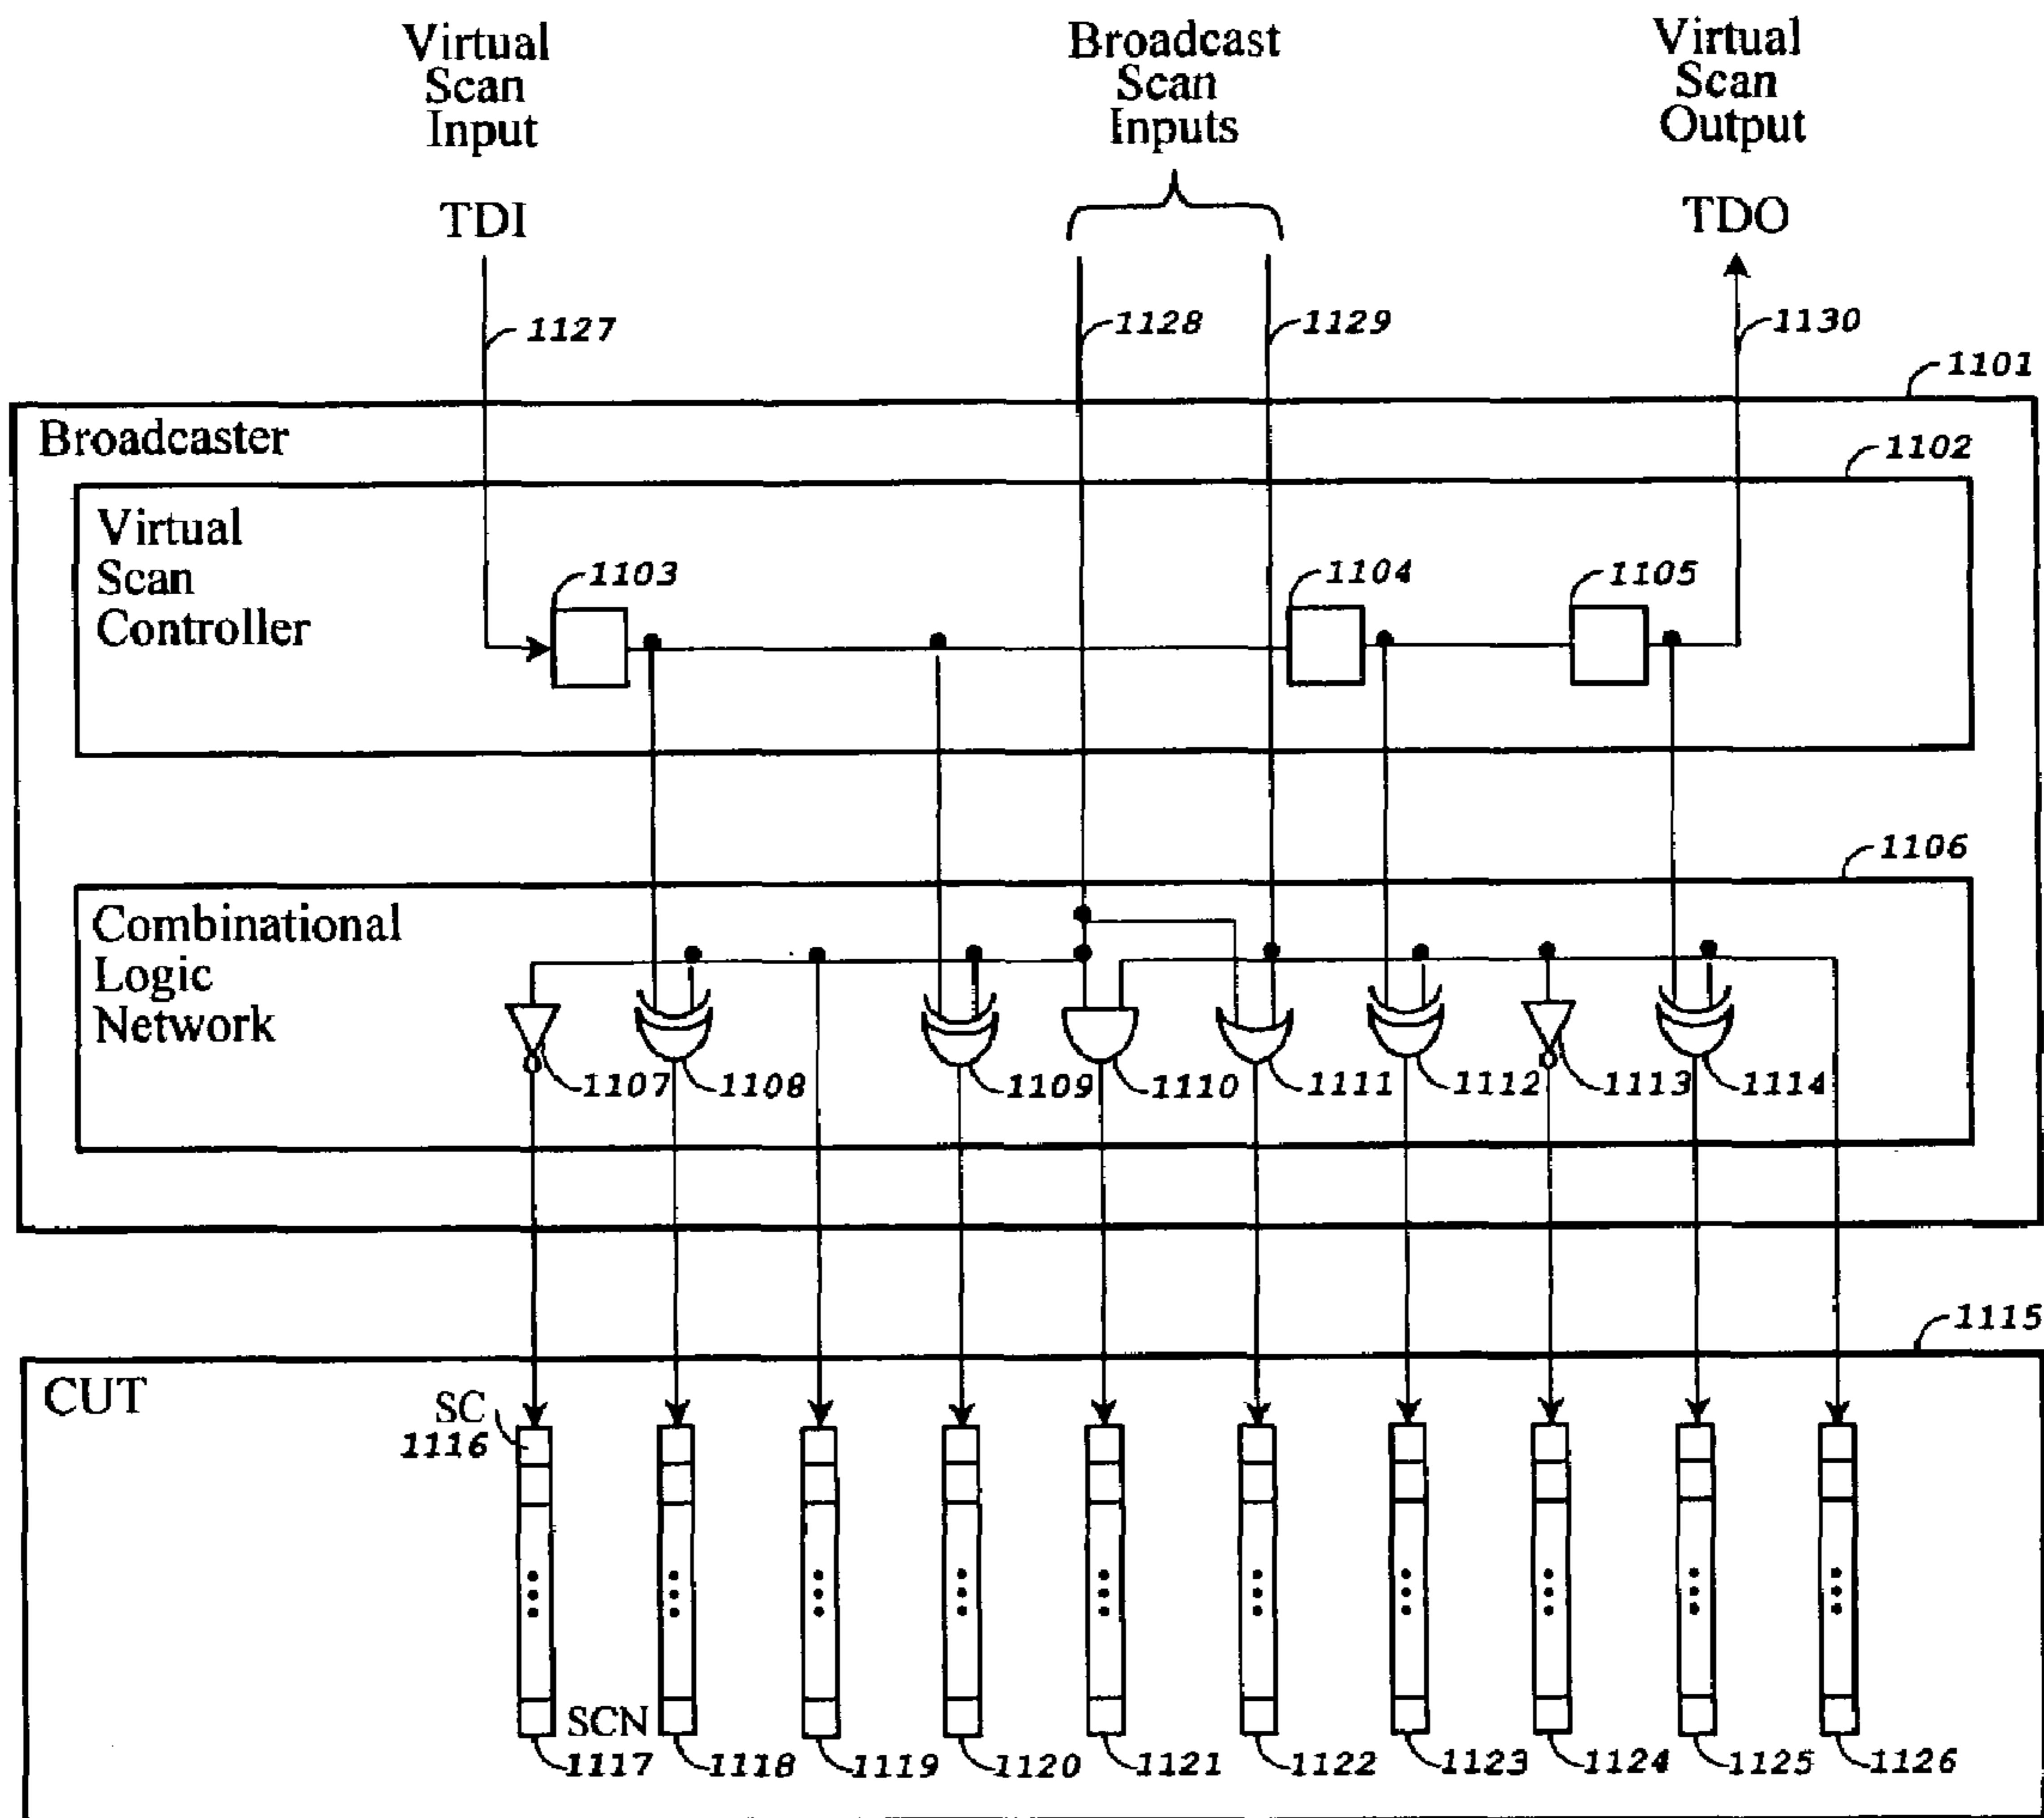 Virtual
Scan
Input
Broadcast
Scan
Inputs
Virtual
Scan
Output
TDI
TDO
1127
1128
1129
1130
1101
Broadcaster
1102
Virtual
Scan
Controller
1103
1104
1105
1106
Combinational
Logic
Network
1107
1108
1109
1110
1111
1112
1113
1114
1115
CUT
SC
1116
SCN
1117
1118
1119
1120
1121
1122
1123
1124
1125
1126